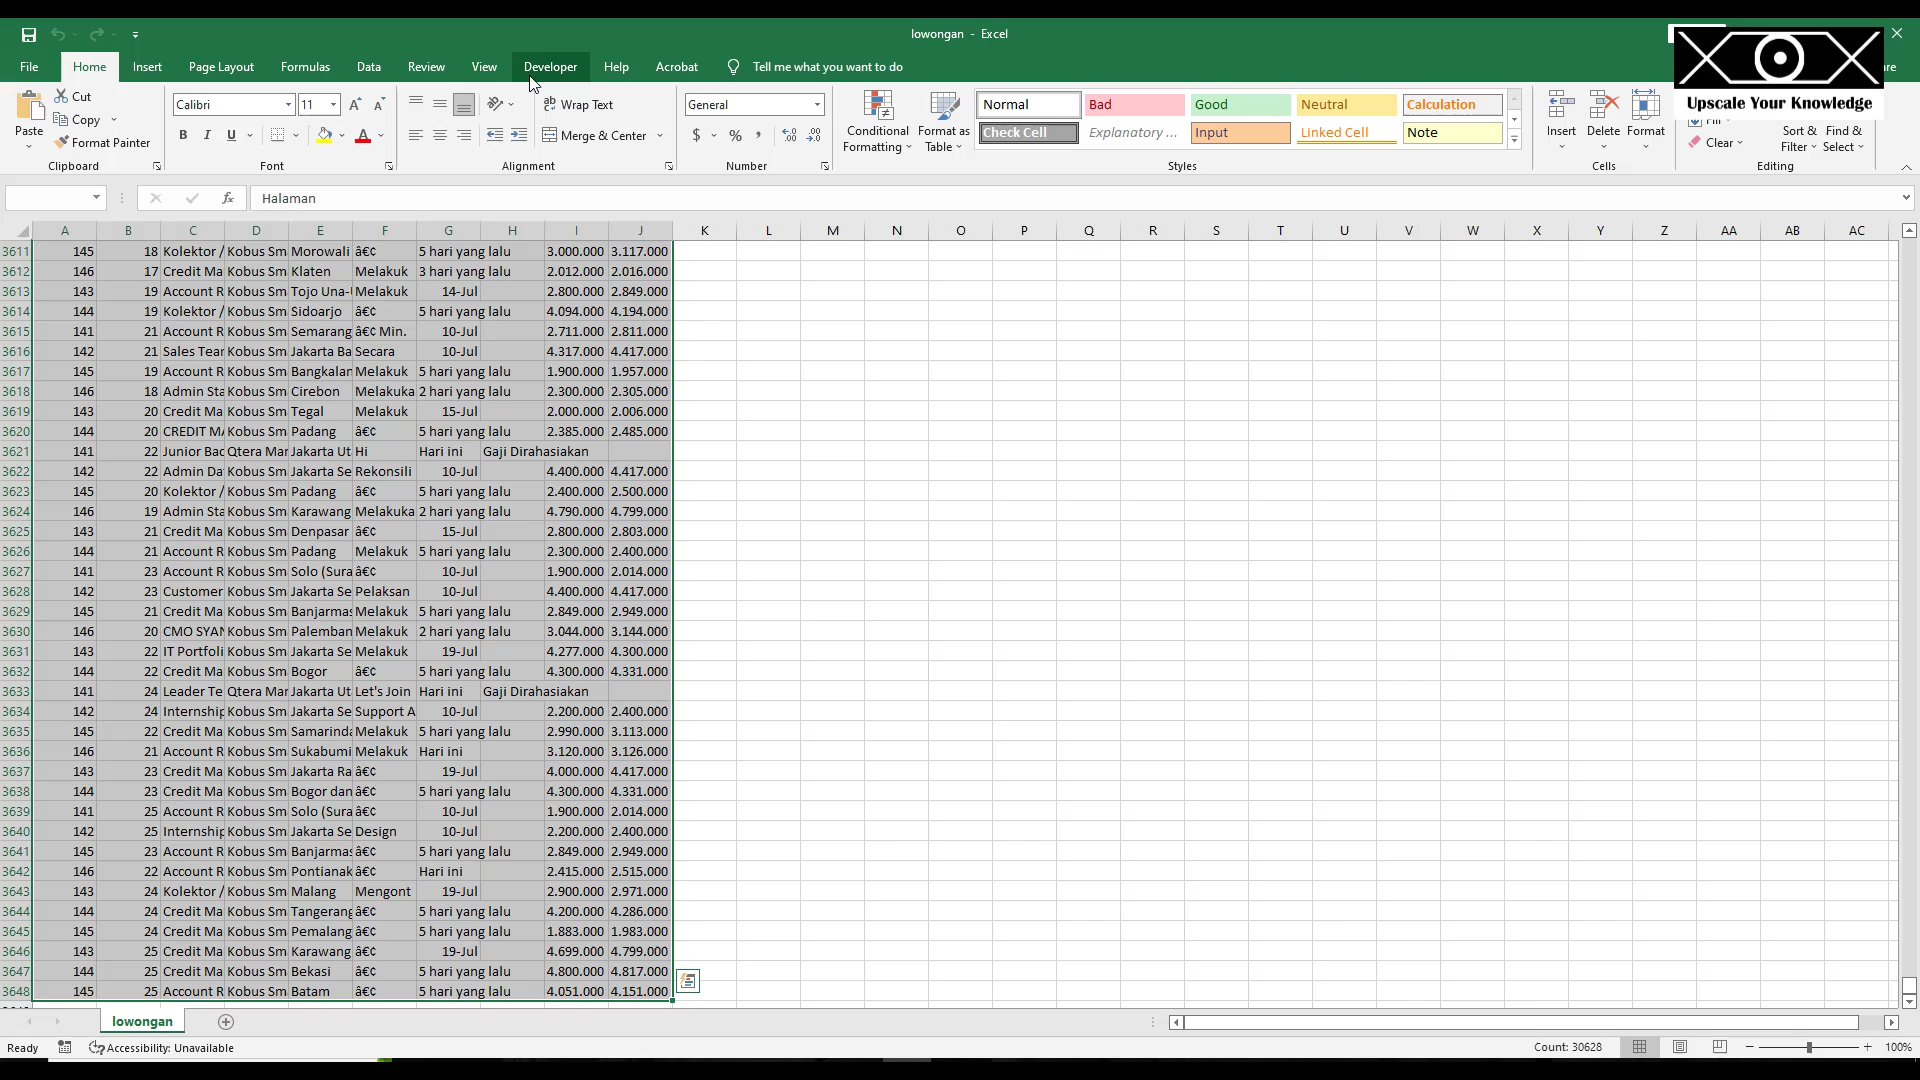 lowongan - Excel
File Home Insert Page Layout Formulas Data Review View Developer Help Acrobat Tell me what you want to do
Upscale Your Knowledge
Paste
Cut
Copy
Format Painter
Clipboard
Calibri 11
Font
Wrap Text
Merge & Center
Alignment
General
Number
Conditional Formatting
Format as Table
Normal Bad Good Neutral Calculation
Check Cell Explanatory ... Input Linked Cell Note
Styles
Insert Delete Format
Cells
Clear
Sort & Filter
Find & Select
Editing
fx Halaman
A B C D E F G H I J K L M N O P Q R S T U V W X Y Z AA AB AC
3611 145 18 Kolektor / Kobus Sm Morowali • 5 hari yang lalu 3.000.000 3.117.000
3612 146 17 Credit Ma Kobus Sm Klaten Melakuk 3 hari yang lalu 2.012.000 2.016.000
3613 143 19 Account R Kobus Sm Tojo Una-U Melakuk 14-Jul 2.800.000 2.849.000
3614 144 19 Kolektor / Kobus Sm Sidoarjo • 5 hari yang lalu 4.094.000 4.194.000
3615 141 21 Account R Kobus Sm Semarang • Min. 10-Jul 2.711.000 2.811.000
3616 142 21 Sales Tear Kobus Sm Jakarta Ba Secara 10-Jul 4.317.000 4.417.000
3617 145 19 Account R Kobus Sm Bangkalan Melakuk 5 hari yang lalu 1.900.000 1.957.000
3618 146 18 Admin Sta Kobus Sm Cirebon Melakuka 2 hari yang lalu 2.300.000 2.305.000
3619 143 20 Credit Ma Kobus Sm Tegal Melakuk 15-Jul 2.000.000 2.006.000
3620 144 20 CREDIT MA Kobus Sm Padang • 5 hari yang lalu 2.385.000 2.485.000
3621 141 22 Junior Bac Qtera Mar Jakarta Ut Hi Hari ini Gaji Dirahasiakan
3622 142 22 Admin Da Kobus Sm Jakarta Se Rekonsili 10-Jul 4.400.000 4.417.000
3623 145 20 Kolektor / Kobus Sm Padang • 5 hari yang lalu 2.400.000 2.500.000
3624 146 19 Admin Sta Kobus Sm Karawang Melakuka 2 hari yang lalu 4.790.000 4.799.000
3625 143 21 Credit Ma Kobus Sm Denpasar • 15-Jul 2.800.000 2.803.000
3626 144 21 Account R Kobus Sm Padang Melakuk 5 hari yang lalu 2.300.000 2.400.000
3627 141 23 Account R Kobus Sm Solo (Sura • 10-Jul 1.900.000 2.014.000
3628 142 23 Customer Kobus Sm Jakarta Se Pelaksan 10-Jul 4.400.000 4.417.000
3629 145 21 Credit Ma Kobus Sm Banjarmas Melakuk 5 hari yang lalu 2.849.000 2.949.000
3630 146 20 CMO SYAN Kobus Sm Palemban Melakuk 2 hari yang lalu 3.044.000 3.144.000
3631 143 22 IT Portfoli Kobus Sm Jakarta Se Melakuk 19-Jul 4.277.000 4.300.000
3632 144 22 Credit Ma Kobus Sm Bogor • 5 hari yang lalu 4.300.000 4.331.000
3633 141 24 Leader Te Qtera Mar Jakarta Ut Let's Join Hari ini Gaji Dirahasiakan
3634 142 24 Internship Kobus Sm Jakarta Se Support A 10-Jul 2.200.000 2.400.000
3635 145 22 Credit Ma Kobus Sm Samarinda Melakuk 5 hari yang lalu 2.990.000 3.113.000
3636 146 21 Account R Kobus Sm Sukabumi Melakuk Hari ini 3.120.000 3.126.000
3637 143 23 Credit Ma Kobus Sm Jakarta Ra • 19-Jul 4.000.000 4.417.000
3638 144 23 Credit Ma Kobus Sm Bogor dan • 5 hari yang lalu 4.300.000 4.331.000
3639 141 25 Account R Kobus Sm Solo (Sura • 10-Jul 1.900.000 2.014.000
3640 142 25 Internship Kobus Sm Jakarta Se Design 10-Jul 2.200.000 2.400.000
3641 145 23 Account R Kobus Sm Banjarmas • 5 hari yang lalu 2.849.000 2.949.000
3642 146 22 Account R Kobus Sm Pontianak • Hari ini 2.415.000 2.515.000
3643 143 24 Kolektor / Kobus Sm Malang Mengont 19-Jul 2.900.000 2.971.000
3644 144 24 Credit Ma Kobus Sm Tangerang • 5 hari yang lalu 4.200.000 4.286.000
3645 145 24 Credit Ma Kobus Sm Pemalang • 5 hari yang lalu 1.883.000 1.983.000
3646 143 25 Credit Ma Kobus Sm Karawang • 19-Jul 4.699.000 4.799.000
3647 144 25 Credit Ma Kobus Sm Bekasi • 5 hari yang lalu 4.800.000 4.817.000
3648 145 25 Account R Kobus Sm Batam • 5 hari yang lalu 4.051.000 4.151.000
lowongan
Ready Accessibility: Unavailable Count: 30628 100%